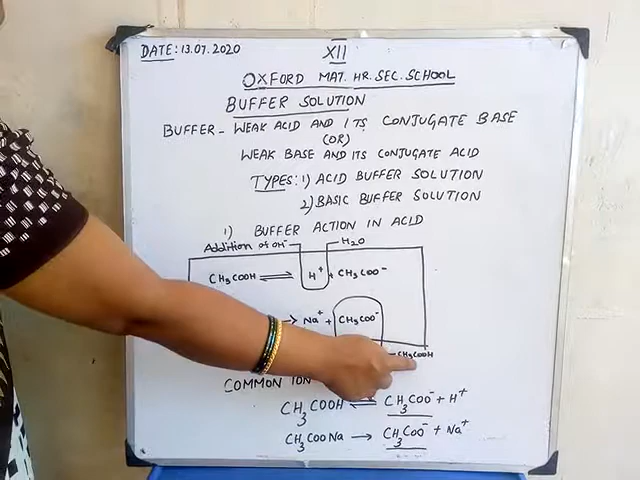 DATE: 13.07.2020
XII
OXFORD MAT. HR. SEC. SCHOOL
BUFFER SOLUTION
BUFFER - WEAK ACID AND ITS CONJUGATE BASE
(OR)
WEAK BASE AND ITS CONJUGATE ACID
TYPES: 1) ACID BUFFER SOLUTION
2) BASIC BUFFER SOLUTION
1) BUFFER ACTION IN ACID
Addition of OH⁻ H₂O
CH₃COOH ⇌ H⁺ + CH₃COO⁻
→ Na⁺ + CH₃COO⁻
CH₃COOH
COMMON ION
CH₃COOH ⇌ CH₃COO⁻ + H⁺
CH₃COONa → CH₃COO⁻ + Na⁺